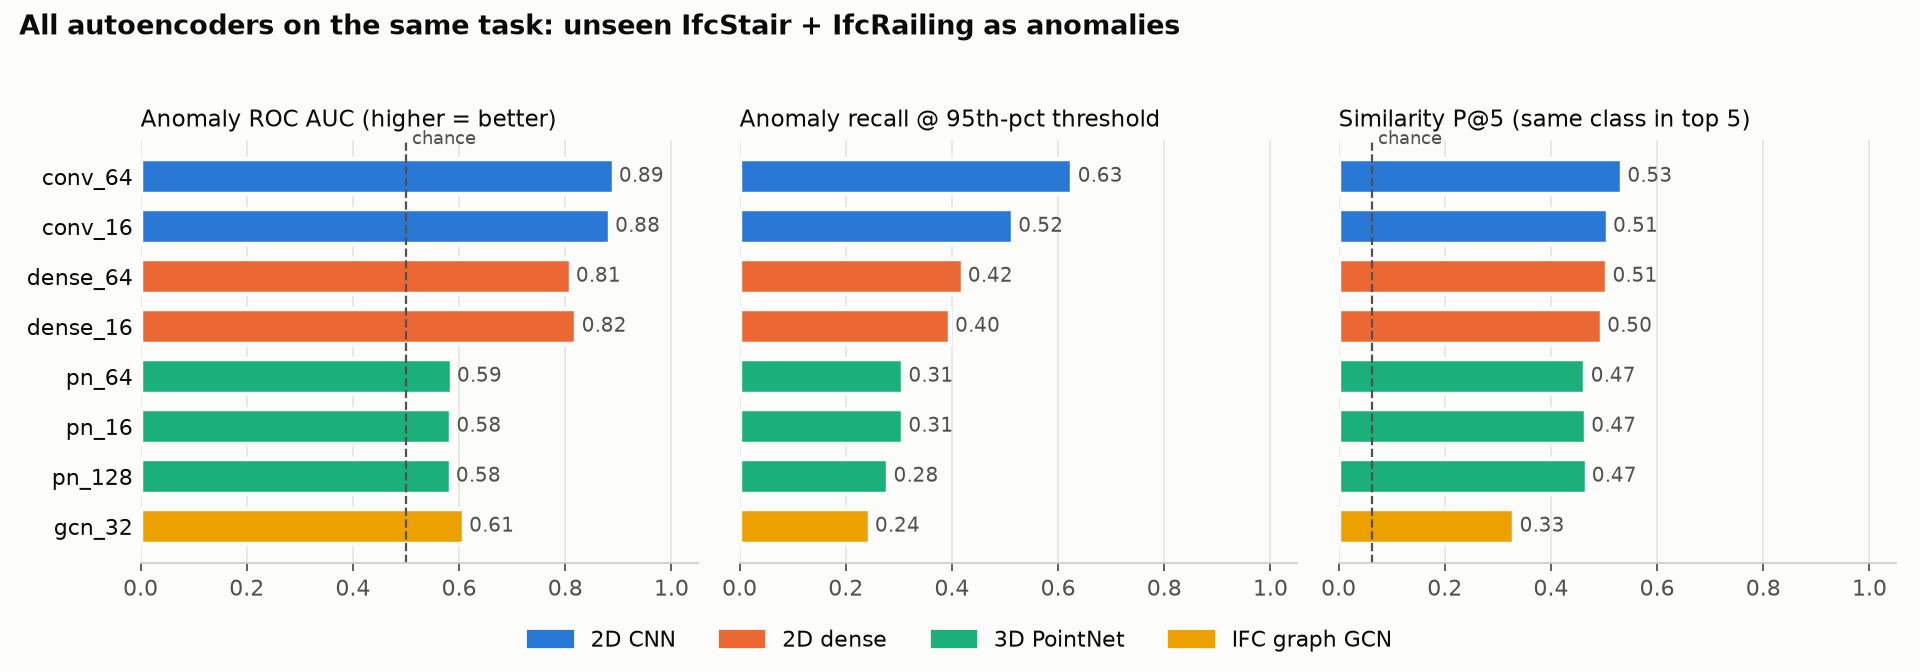 All autoencoders on the same task: unseen IfcStair + IfcRailing as anomalies
Anomaly ROC AUC (higher = better)
chance
conv_64
0.89
conv_16
0.88
dense_64
0.81
dense_16
0.82
pn_64
0.59
pn_16
0.58
pn_128
0.58
gcn_32
0.61
0.0 0.2 0.4 0.6 0.8 1.0
Anomaly recall @ 95th-pct threshold
0.63
0.52
0.42
0.40
0.31
0.31
0.28
0.24
0.0 0.2 0.4 0.6 0.8 1.0
Similarity P@5 (same class in top 5)
chance
0.53
0.51
0.51
0.50
0.47
0.47
0.47
0.33
0.0 0.2 0.4 0.6 0.8 1.0
2D CNN 2D dense 3D PointNet IFC graph GCN